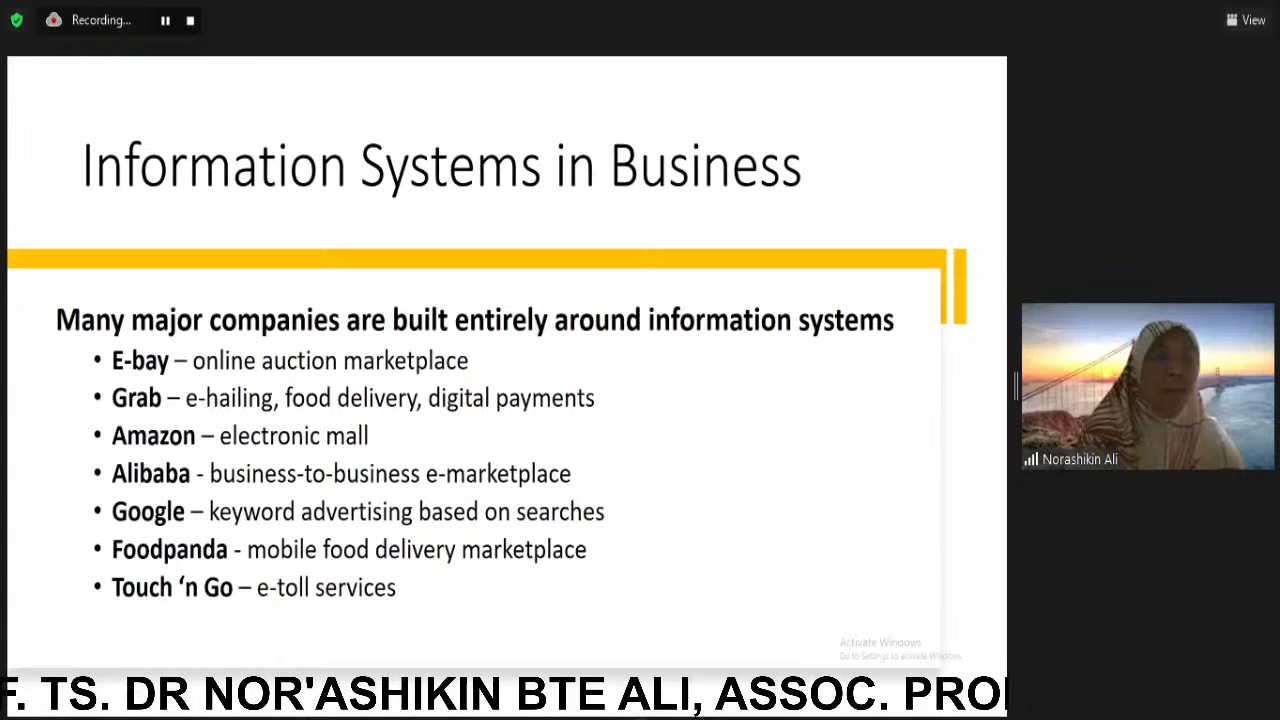 Recording...
View
Information Systems in Business
Many major companies are built entirely around information systems
• E-bay – online auction marketplace
• Grab – e-hailing, food delivery, digital payments
• Amazon – electronic mall
• Alibaba - business-to-business e-marketplace
• Google – keyword advertising based on searches
• Foodpanda - mobile food delivery marketplace
• Touch ‘n Go – e-toll services
Norashikin Ali
Activate Windows
Go to Settings to activate Windows.
F. TS. DR NOR'ASHIKIN BTE ALI, ASSOC. PROF